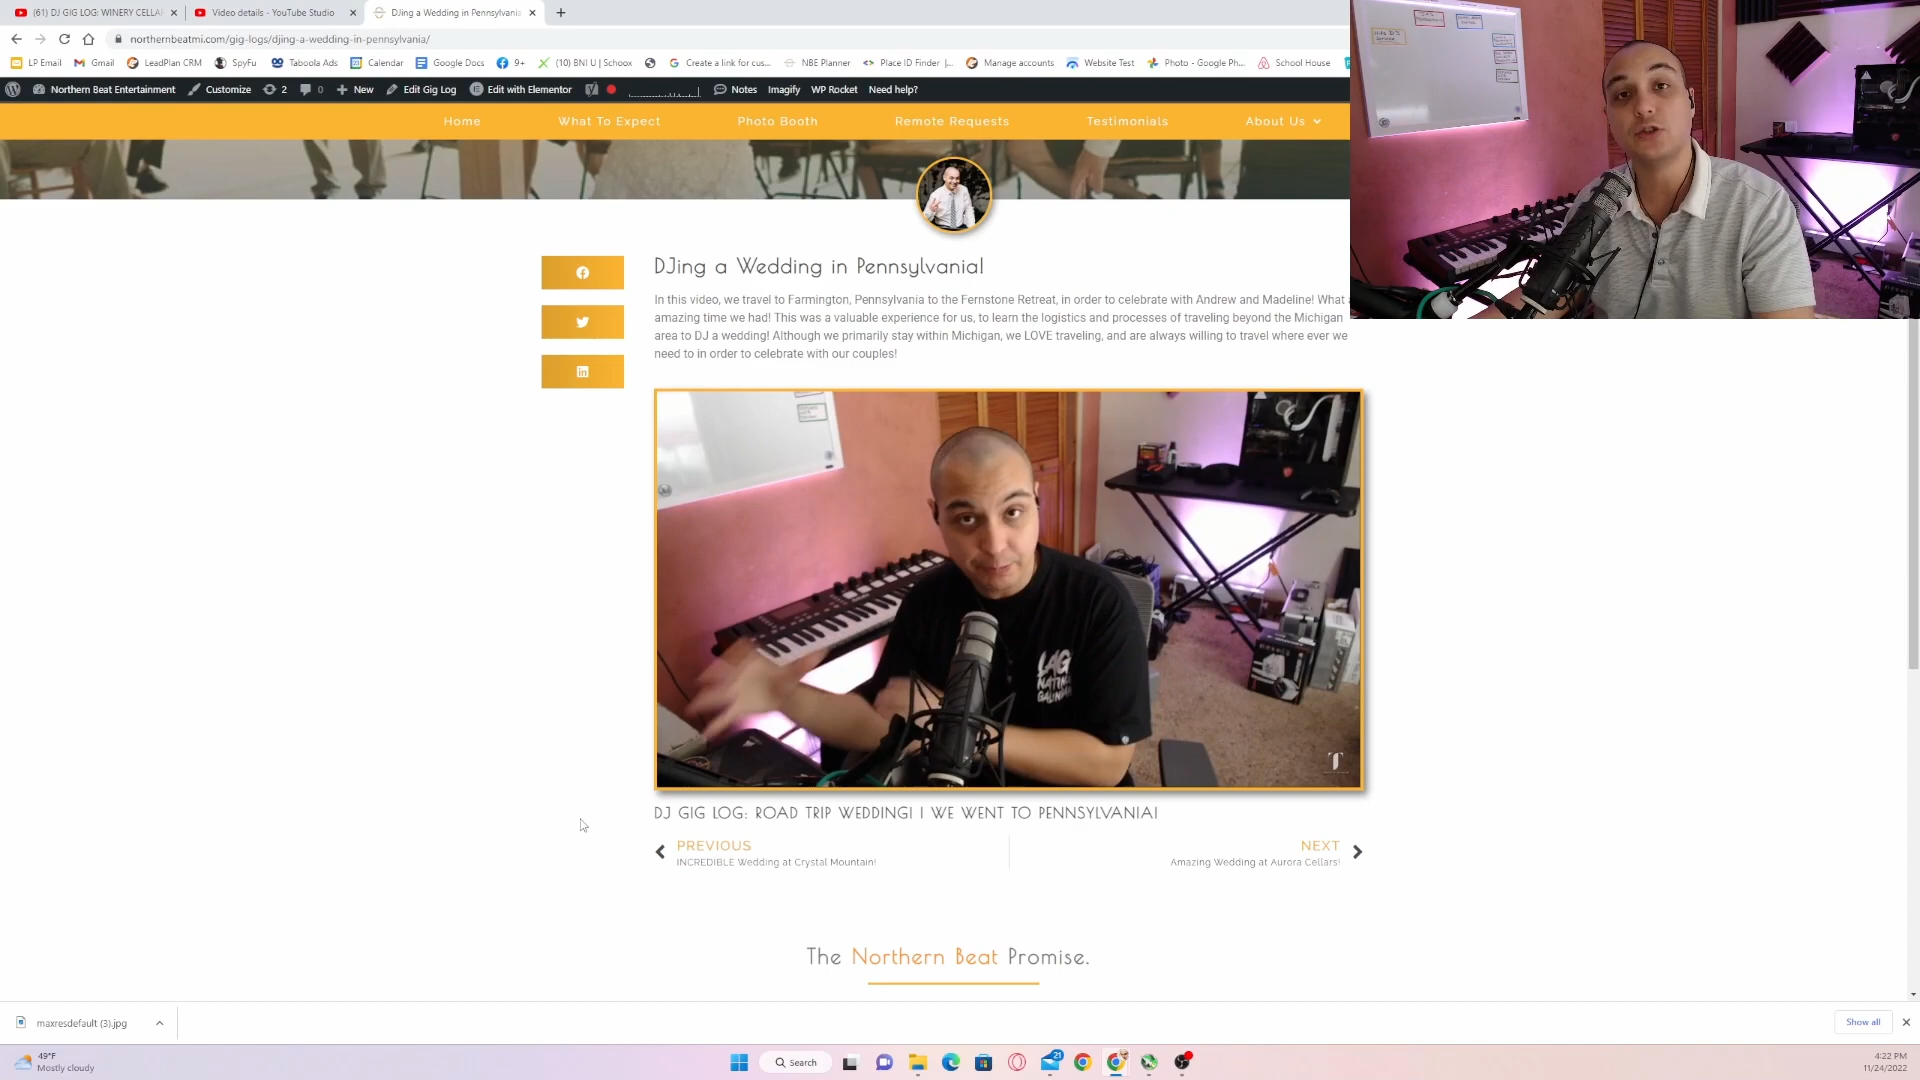 (61) DJ GIG LOG: WINERY CELLA
Video details - YouTube Studio
DJing a Wedding in Pennsylvania
northernbeatmi.com/gig-logs/djing-a-wedding-in-pennsylvania/
LP Email
Gmail
LeadPlan CRM
SpyFu
Taboola Ads
Calendar
Google Docs
9+
(10) BNI U | Schoox
Create a link for cus...
NBE Planner
Place ID Finder |...
Manage accounts
Website Test
Photo - Google Ph...
School House
Northern Beat Entertainment
Customize
2
0
New
Edit Gig Log
Edit with Elementor
Notes
Imagify
WP Rocket
Need help?
Home
What To Expect
Photo Booth
Remote Requests
Testimonials
About Us
DJing a Wedding in Pennsylvania!
In this video, we travel to Farmington, Pennsylvania to the Fernstone Retreat, in order to celebrate with Andrew and Madeline! What
amazing time we had! This was a valuable experience for us, to learn the logistics and processes of traveling beyond the Michigan
area to DJ a wedding! Although we primarily stay within Michigan, we LOVE traveling, and are always willing to travel where ever we
need to in order to celebrate with our couples!
DJ GIG LOG: ROAD TRIP WEDDING! | WE WENT TO PENNSYLVANIA!
PREVIOUS
INCREDIBLE Wedding at Crystal Mountain!
NEXT
Amazing Wedding at Aurora Cellars!
The Northern Beat Promise.
maxresdefault (3).jpg
Show all
49°F
Mostly cloudy
Search
21
4:22 PM
11/24/2022